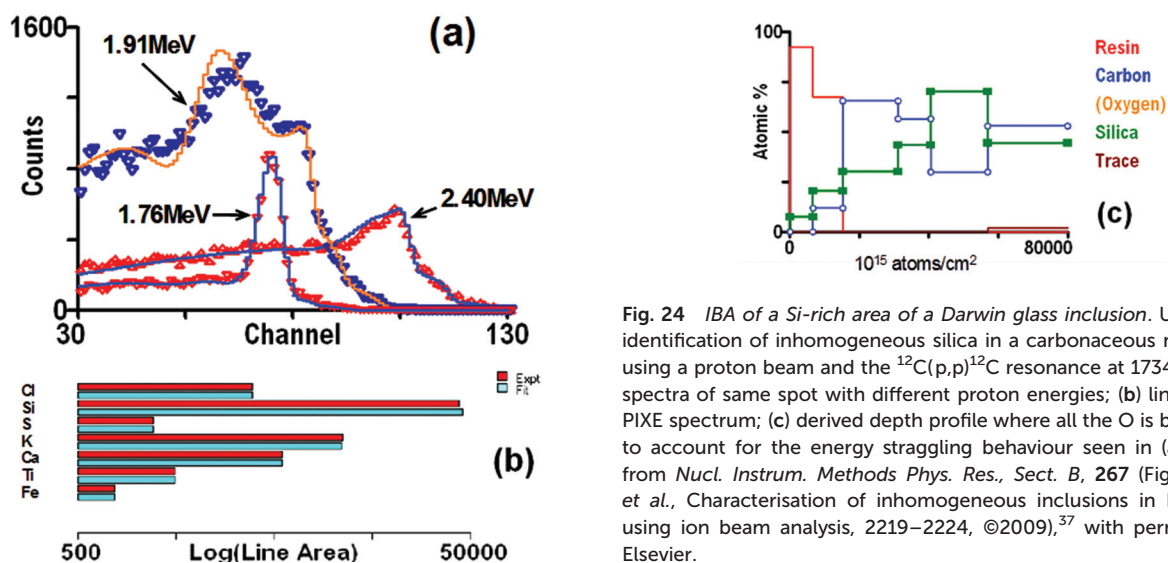 1600
(a)
1.91MeV
Counts
1.76MeV
2.40MeV
0
30
Channel
130
Expt
Fit
Cl
Si
S
K
Ca
Ti
Fe
(b)
500
Log(Line Area)
50000
100
Atomic %
0
0
80000
10¹⁵ atoms/cm²
(c)
Resin
Carbon
(Oxygen)
Silica
Trace
Fig. 24 IBA of a Si-rich area of a Darwin glass inclusion. U
identification of inhomogeneous silica in a carbonaceous
using a proton beam and the ¹²C(p,p)¹²C resonance at 1734
spectra of same spot with different proton energies; (b) lin
PIXE spectrum; (c) derived depth profile where all the O is b
to account for the energy straggling behaviour seen in (a
from Nucl. Instrum. Methods Phys. Res., Sect. B, 267 (Fig
et al., Characterisation of inhomogeneous inclusions in
using ion beam analysis, 2219–2224, ©2009),³⁷ with perr
Elsevier.